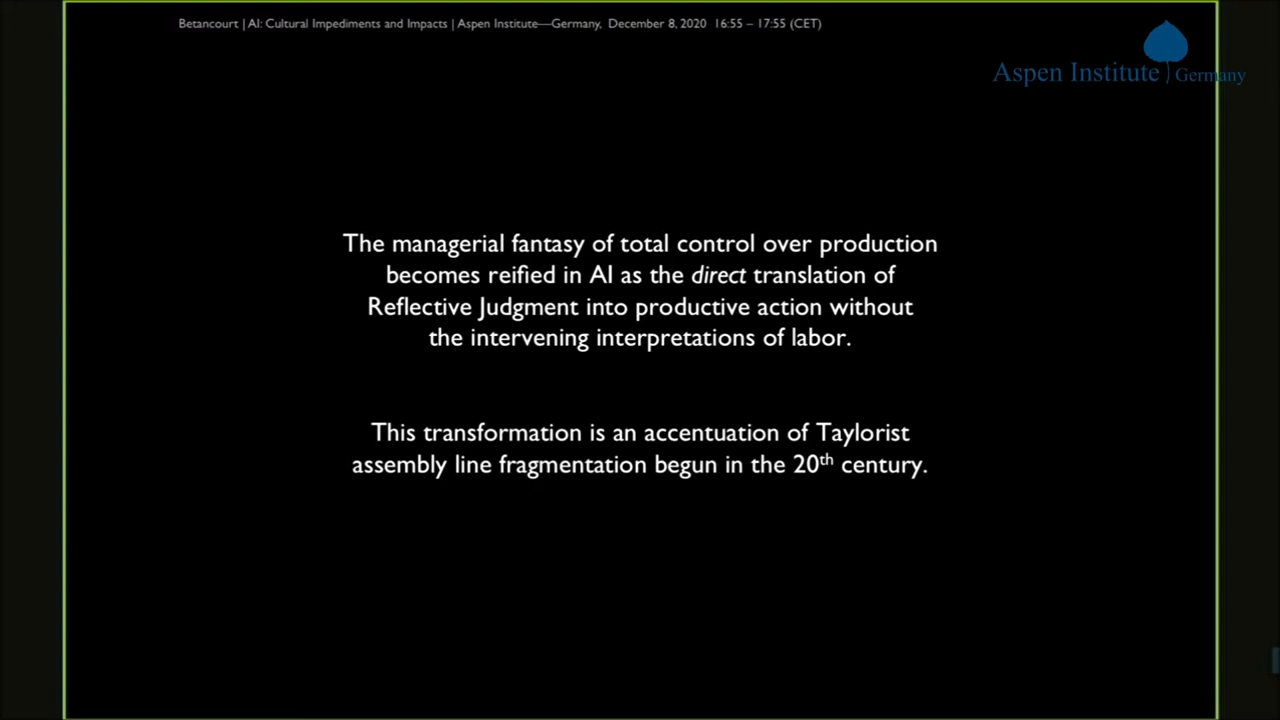 Betancourt | AI: Cultural Impediments and Impacts | Aspen Institute—Germany, December 8, 2020 16:55 – 17:55 (CET)
Aspen Institute | Germany
The managerial fantasy of total control over production
becomes reified in AI as the direct translation of
Reflective Judgment into productive action without
the intervening interpretations of labor.
This transformation is an accentuation of Taylorist
assembly line fragmentation begun in the 20th century.